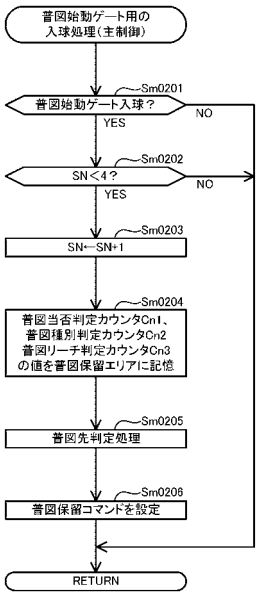 普図始動ゲート用の
入球処理(主制御)
Sm0201
普図始動ゲート入球?
NO
YES
Sm0202
SN<4?
NO
YES
Sm0203
SN←SN+1
Sm0204
普図当否判定カウンタCn1、
普図種別判定カウンタCn2
普図リーチ判定カウンタCn3
の値を普図保留エリアに記憶
Sm0205
普図先判定処理
Sm0206
普図保留コマンドを設定
RETURN